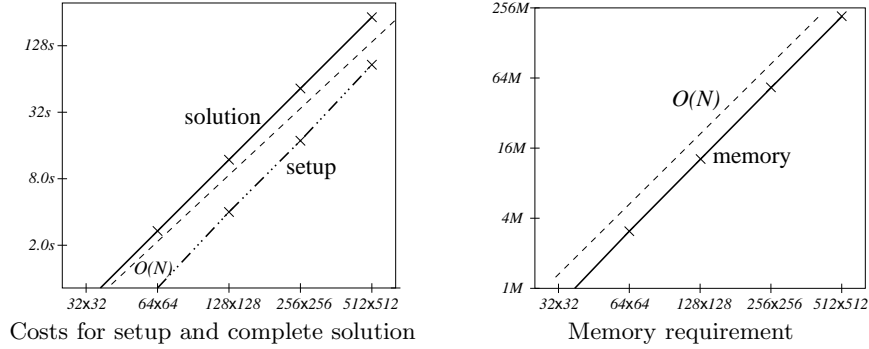 128s
32s
8.0s
2.0s
solution
setup
O(N)
32x32 64x64 128x128 256x256 512x512
Costs for setup and complete solution
256M
64M
16M
4M
1M
O(N)
memory
32x32 64x64 128x128 256x256 512x512
Memory requirement